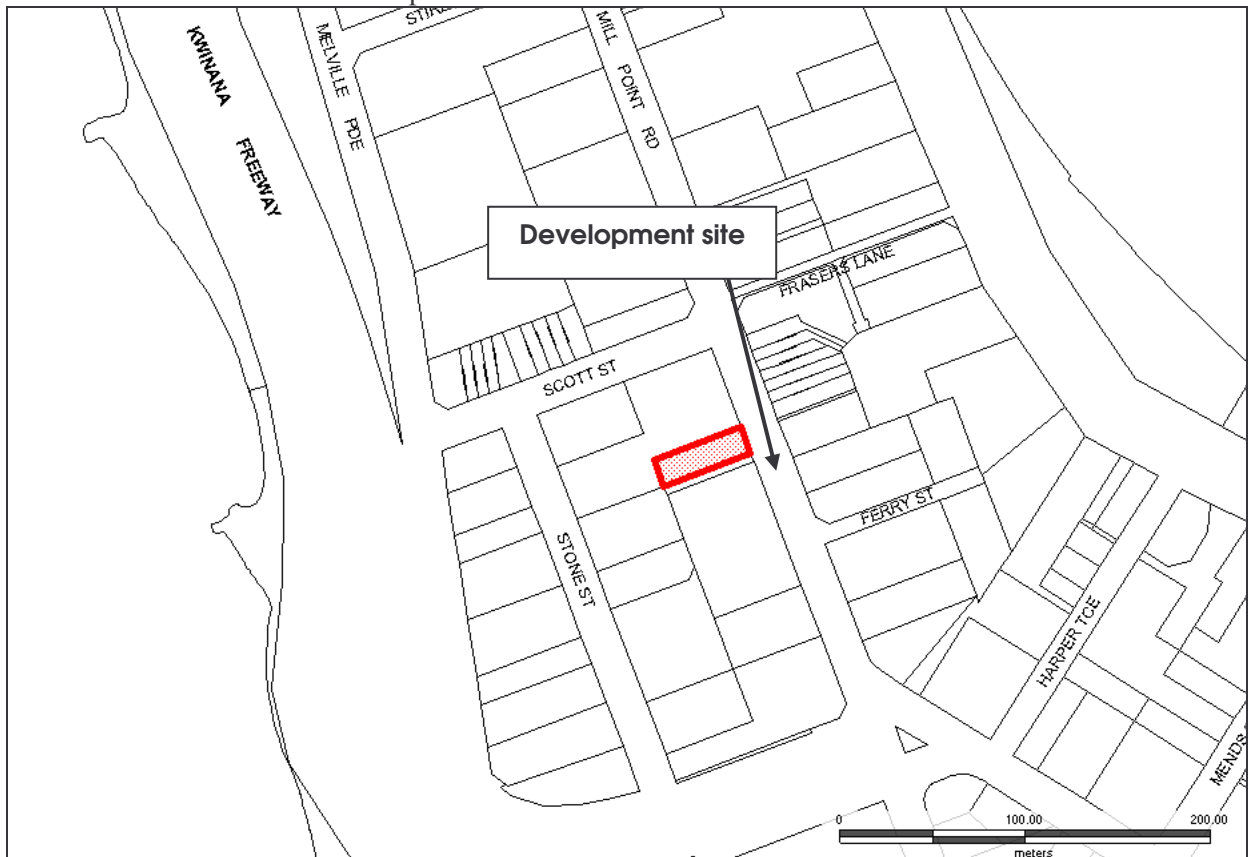 STIR
KWINANA FREEWAY
MELVILLE PDE
MILL POINT RD
Development site
FRASERS LANE
SCOTT ST
FERRY ST
STONE ST
HARPER TCE
MENDS
0 100.00 200.00
meters